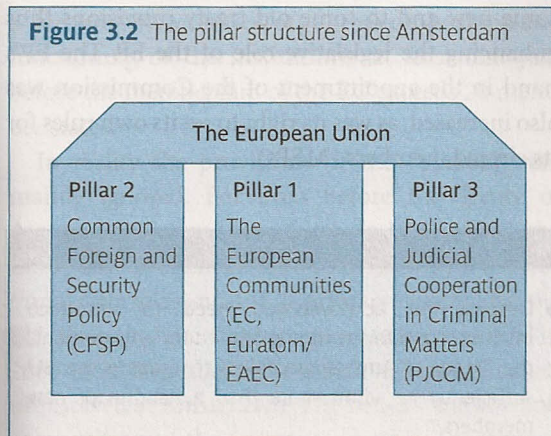 Figure 3.2 The pillar structure since Amsterdam
The European Union
Pillar 2
Common
Foreign and
Security
Policy
(CFSP)
Pillar 1
The
European
Communities
(EC,
Euratom/
EAEC)
Pillar 3
Police and
Judicial
Cooperation
in Criminal
Matters
(PJCCM)